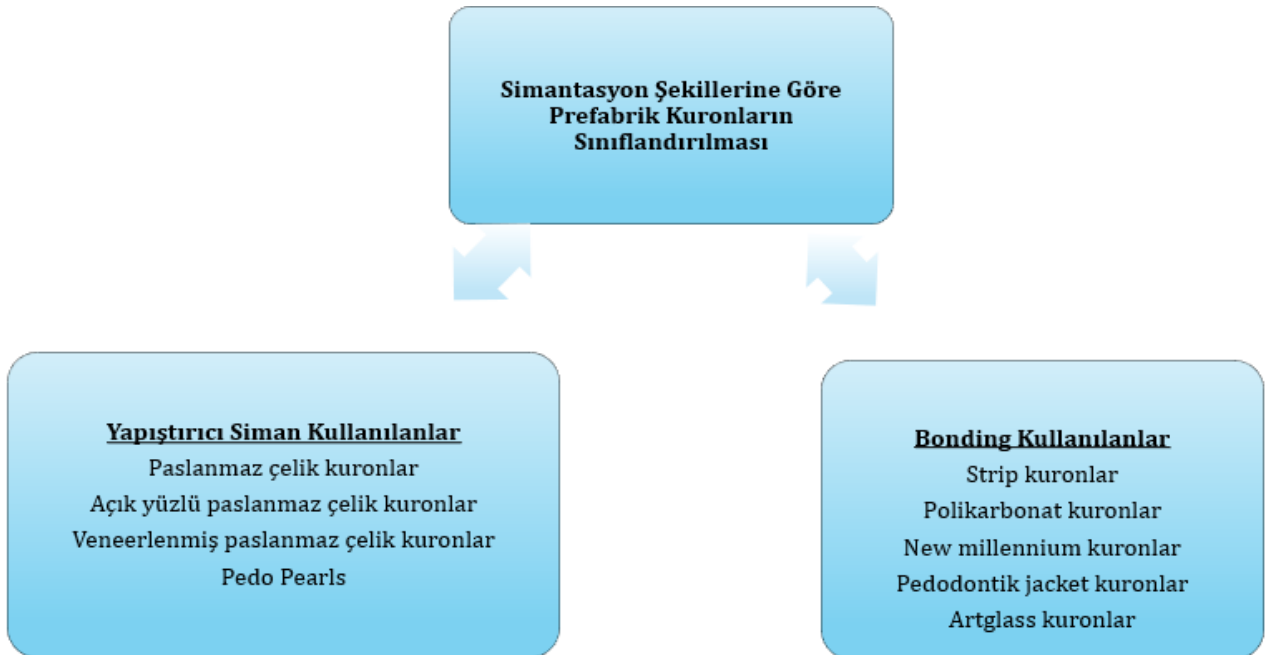 Simantasyon Şekillerine Göre
Prefabrik Kuronların
Sınıflandırılması
Yapıştırıcı Siman Kullanılanlar
Paslanmaz çelik kuronlar
Açık yüzlü paslanmaz çelik kuronlar
Veneerlenmiş paslanmaz çelik kuronlar
Pedo Pearls
Bonding Kullanılanlar
Strip kuronlar
Polikarbonat kuronlar
New millennium kuronlar
Pedodontik jacket kuronlar
Artglass kuronlar